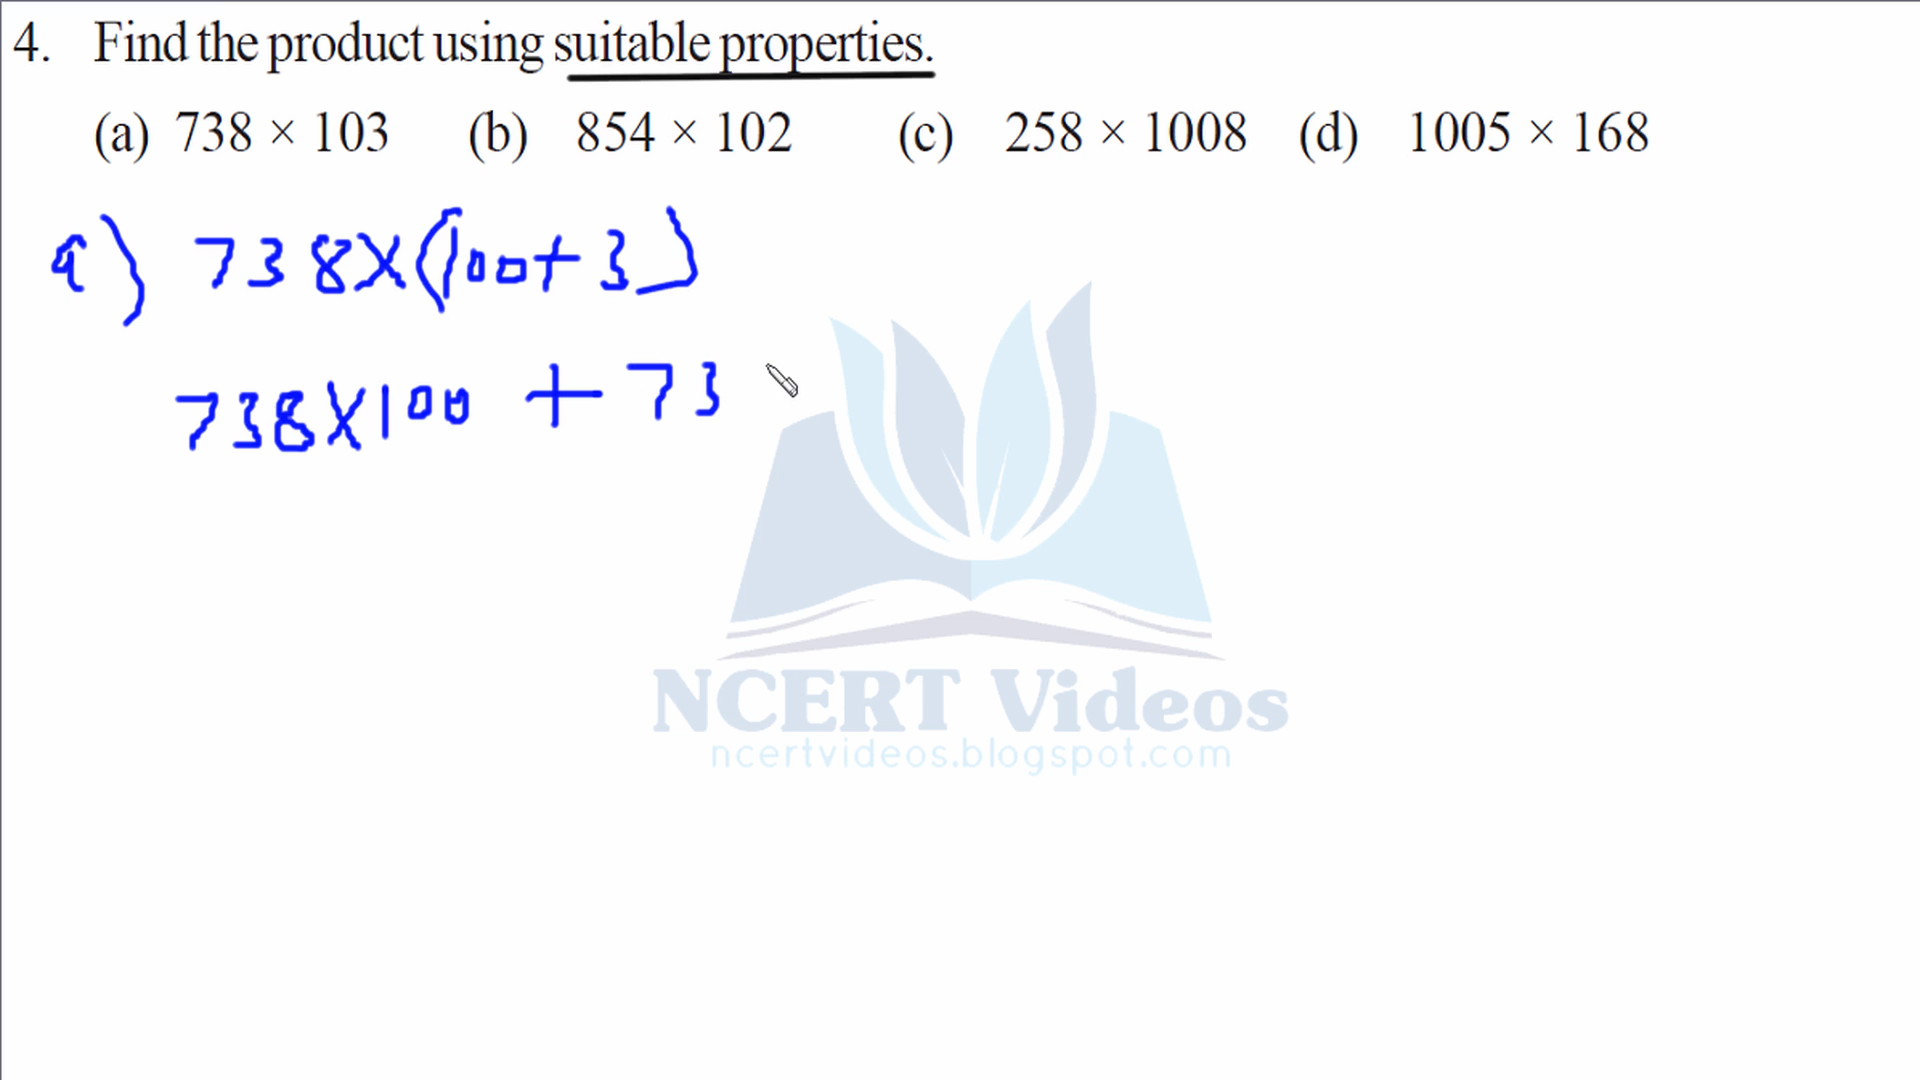 4. Find the product using suitable properties.
(a) 738 × 103 (b) 854 × 102 (c) 258 × 1008 (d) 1005 × 168
a) 738×(100+3)
738×100 + 73
NCERT Videos
ncertvideos.blogspot.com